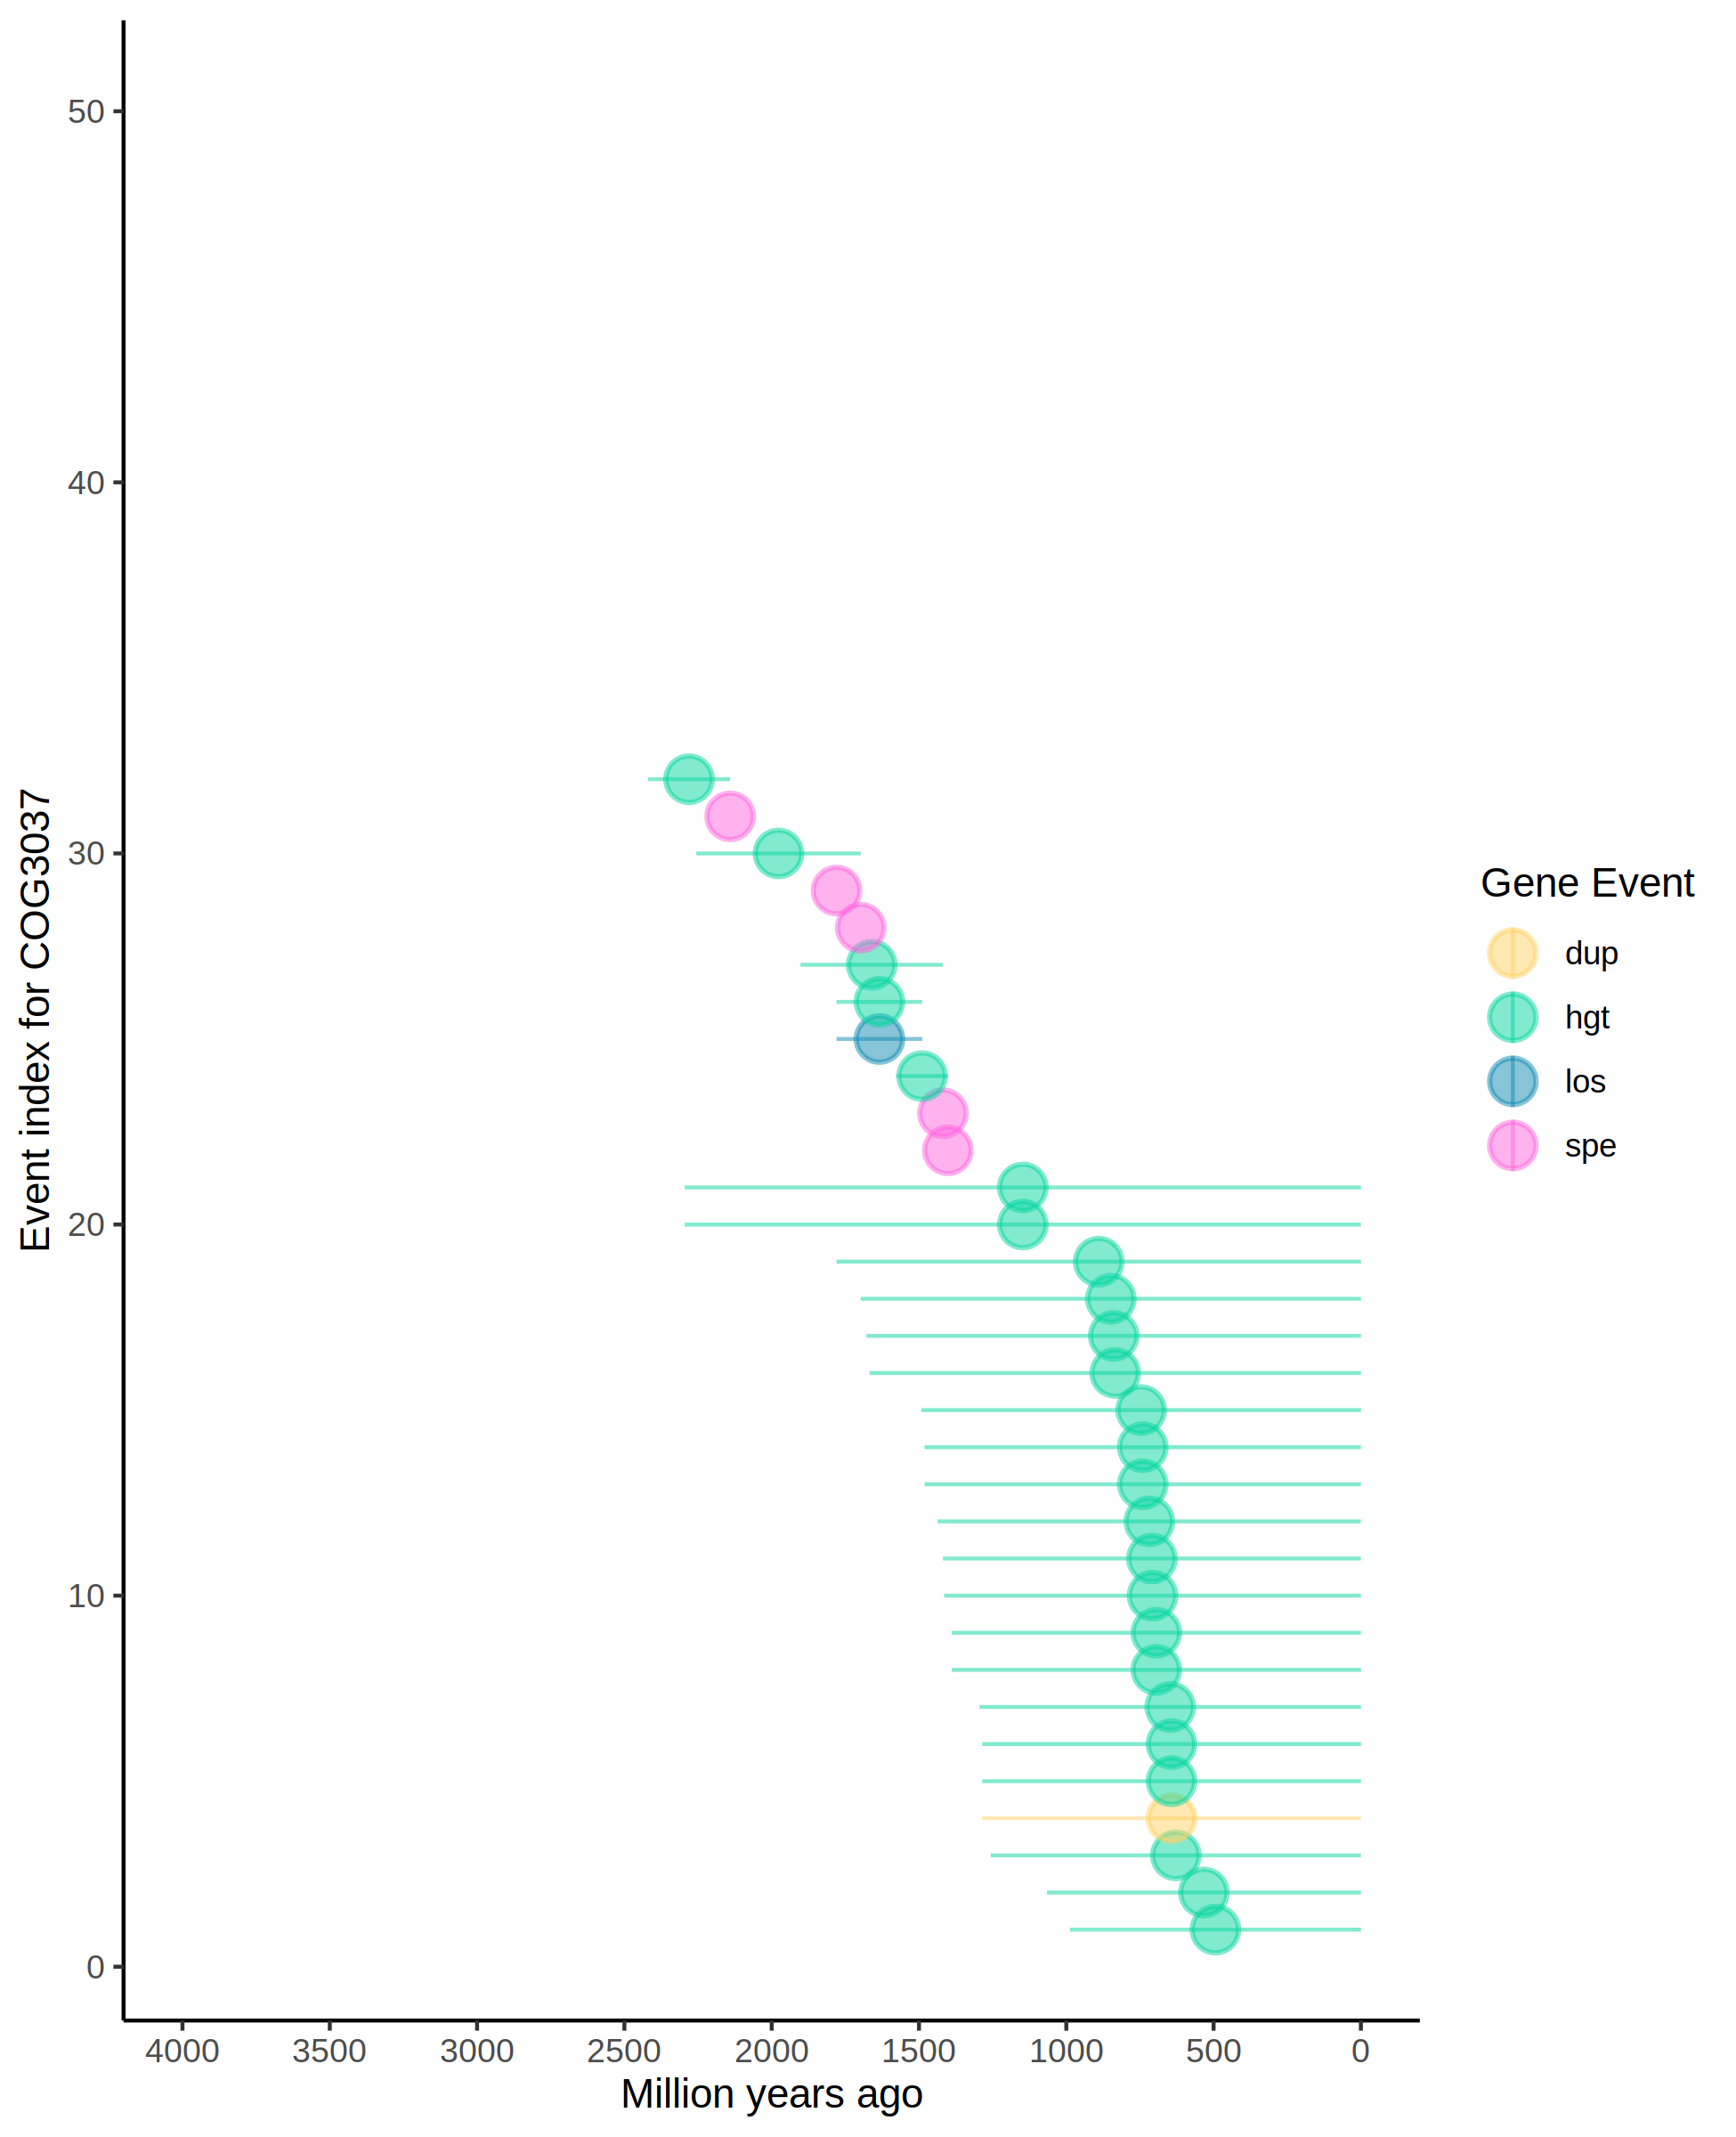 50
40
30
20
10
0
Event index for COG3037
4000 3500 3000 2500 2000 1500 1000 500 0
Million years ago
Gene Event
dup
hgt
los
spe